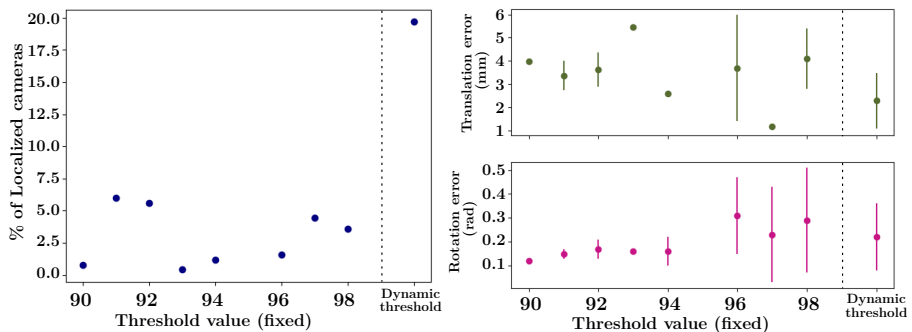 % of Localized cameras
20.0
17.5
15.0
12.5
10.0
7.5
5.0
2.5
0.0
90 92 94 96 98 Dynamic
threshold
Threshold value (fixed)
Translation error
(mm)
6
5
4
3
2
1
Rotation error
(rad)
0.5
0.4
0.3
0.2
0.1
90 92 94 96 98 Dynamic
threshold
Threshold value (fixed)